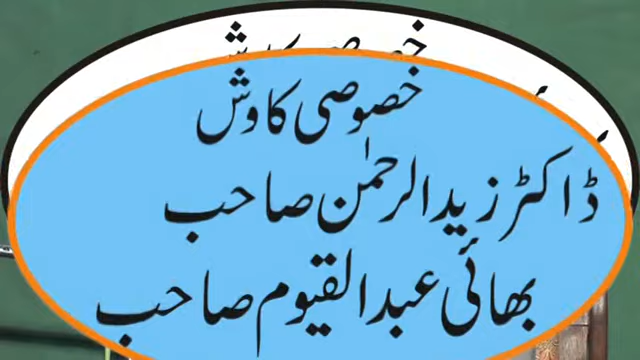 خصوصی کاوش
ڈاکٹر زید الرحمٰن صاحب
بھائی عبدالقیوم صاحب